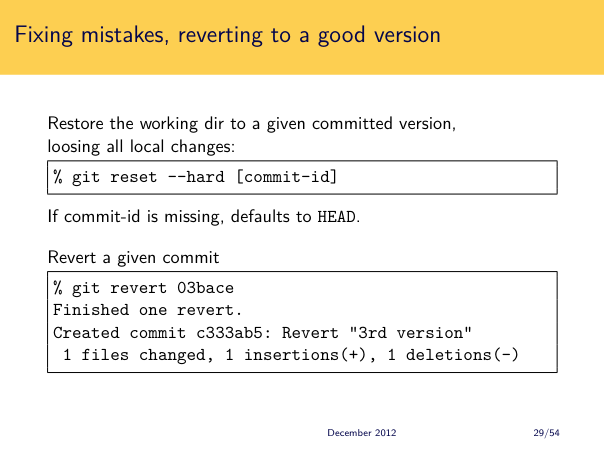 Fixing mistakes, reverting to a good version
Restore the working dir to a given committed version,
loosing all local changes:
% git reset --hard [commit-id]
If commit-id is missing, defaults to HEAD.
Revert a given commit
% git revert 03bace
Finished one revert.
Created commit c333ab5: Revert "3rd version"
1 files changed, 1 insertions(+), 1 deletions(-)
December 2012 29/54